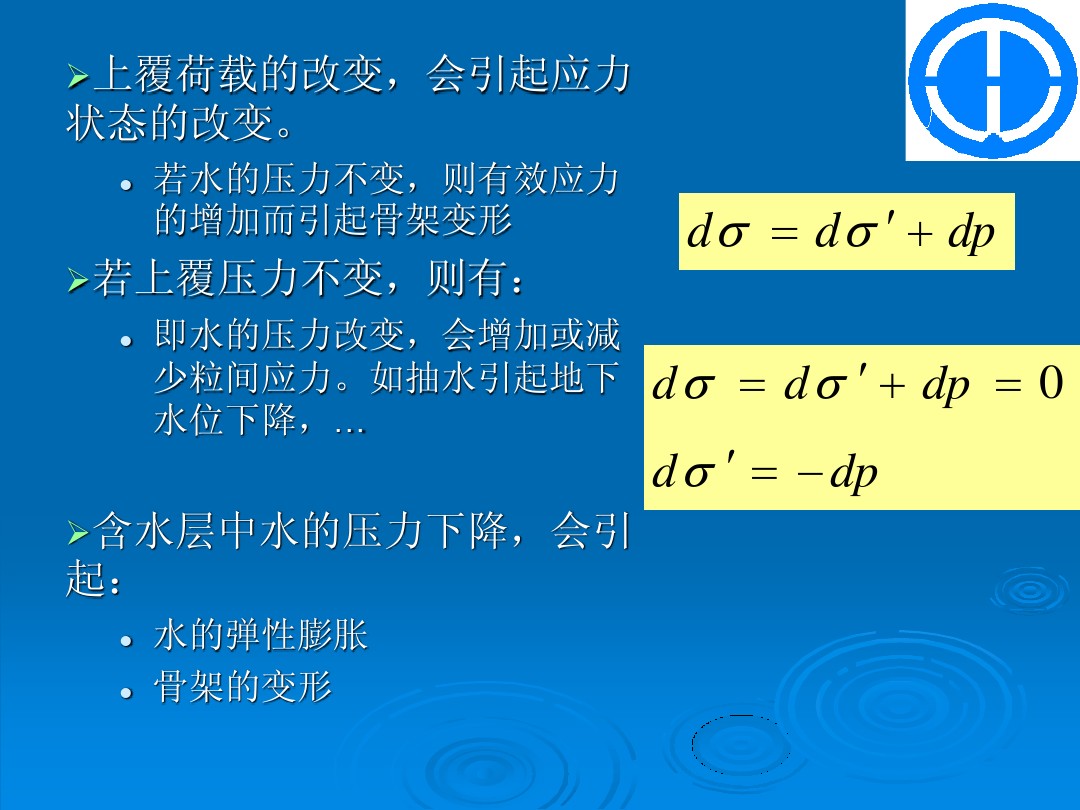 ➢上覆荷载的改变，会引起应力
状态的改变。
• 若水的压力不变，则有效应力
的增加而引起骨架变形
dσ = dσ′ + dp
➢若上覆压力不变，则有：
• 即水的压力改变，会增加或减
少粒间应力。如抽水引起地下
水位下降，…
dσ = dσ′ + dp = 0
dσ′ = −dp
➢含水层中水的压力下降，会引
起：
• 水的弹性膨胀
• 骨架的变形